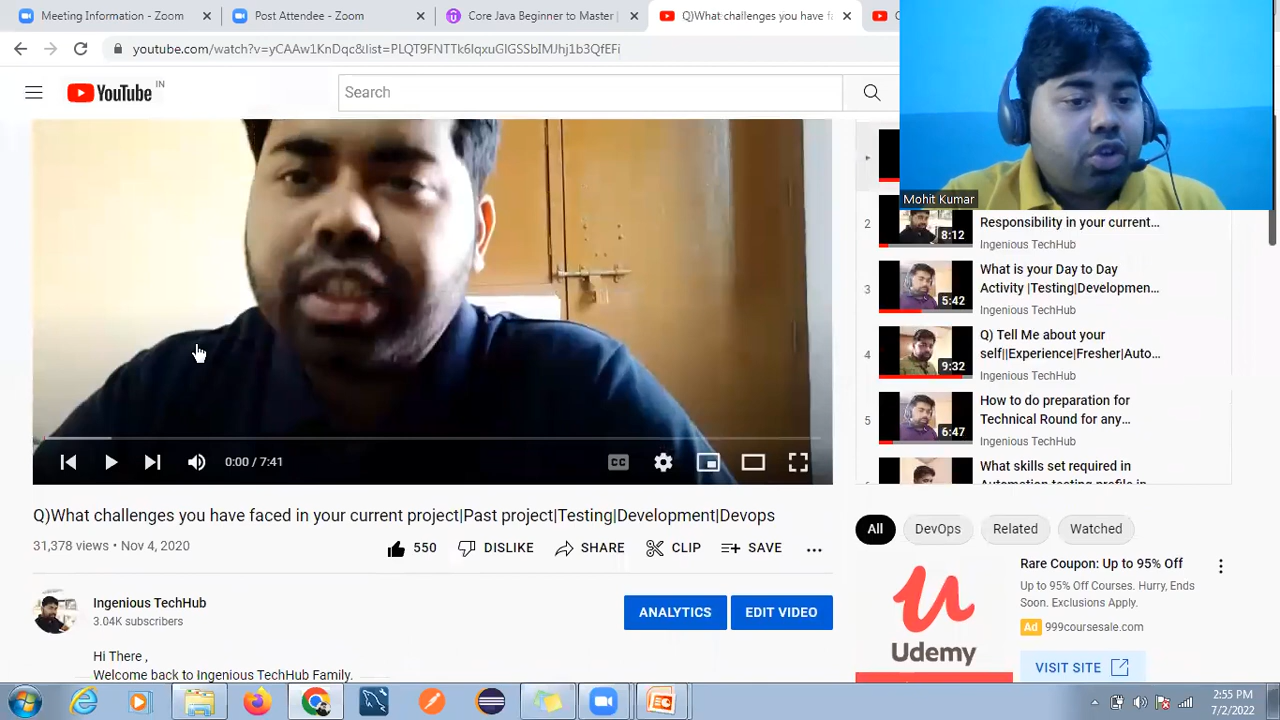 Meeting Information - Zoom
Post Attendee - Zoom
Core Java Beginner to Master |
Q)What challenges you have fa
youtube.com/watch?v=yCAAw1KnDqc&list=PLQT9FNTTk6IqxuGlGSSbIMJhj1b3QfEFi
YouTube IN
Search
Mohit Kumar
2
8:12
Responsibility in your current...
Ingenious TechHub
3
5:42
What is your Day to Day
Activity |Testing|Developmen...
Ingenious TechHub
4
9:32
Q) Tell Me about your
self||Experience|Fresher|Auto...
Ingenious TechHub
5
6:47
How to do preparation for
Technical Round for any...
Ingenious TechHub
What skills set required in
Automation testing profile in
0:00 / 7:41
CC
Q)What challenges you have faced in your current project|Past project|Testing|Development|Devops
31,378 views • Nov 4, 2020
550
DISLIKE
SHARE
CLIP
SAVE
All
DevOps
Related
Watched
Rare Coupon: Up to 95% Off
Up to 95% Off Courses. Hurry, Ends
Soon. Exclusions Apply.
Ad 999coursesale.com
Udemy
VISIT SITE
Ingenious TechHub
3.04K subscribers
ANALYTICS
EDIT VIDEO
Hi There ,
Welcome back to Ingenious TechHub Family.
2:55 PM
7/2/2022